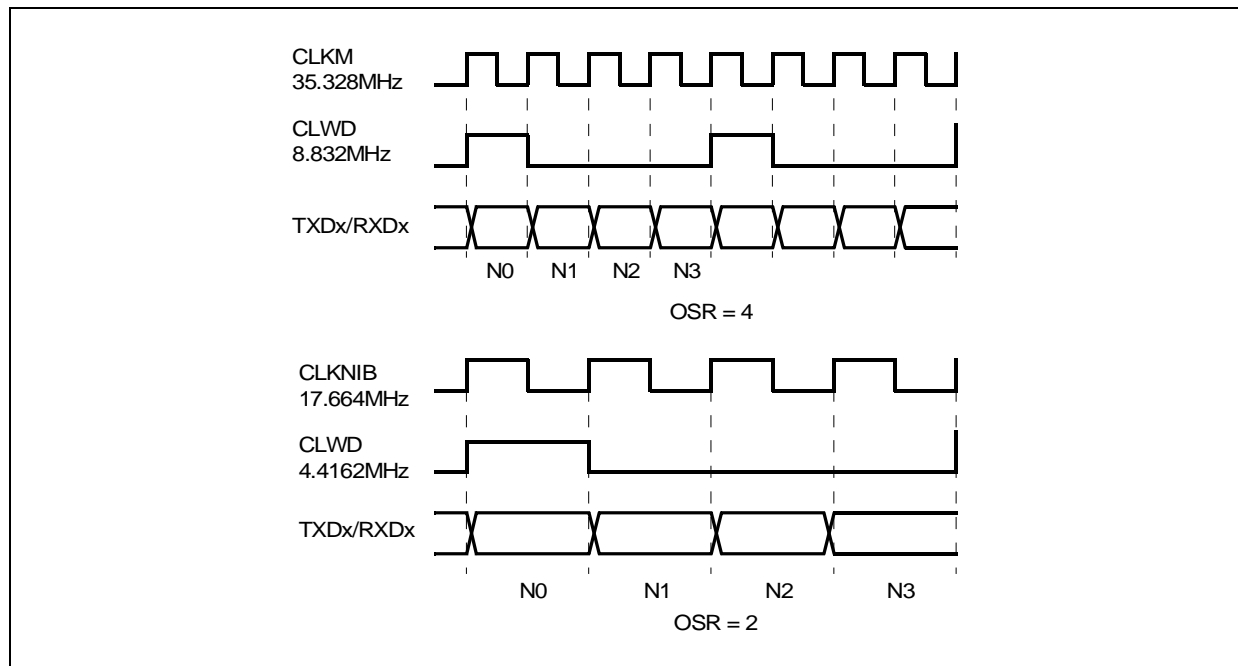 CLKM
35.328MHz
CLWD
8.832MHz
TXDx/RXDx
N0 N1 N2 N3
OSR = 4
CLKNIB
17.664MHz
CLWD
4.4162MHz
TXDx/RXDx
N0 N1 N2 N3
OSR = 2